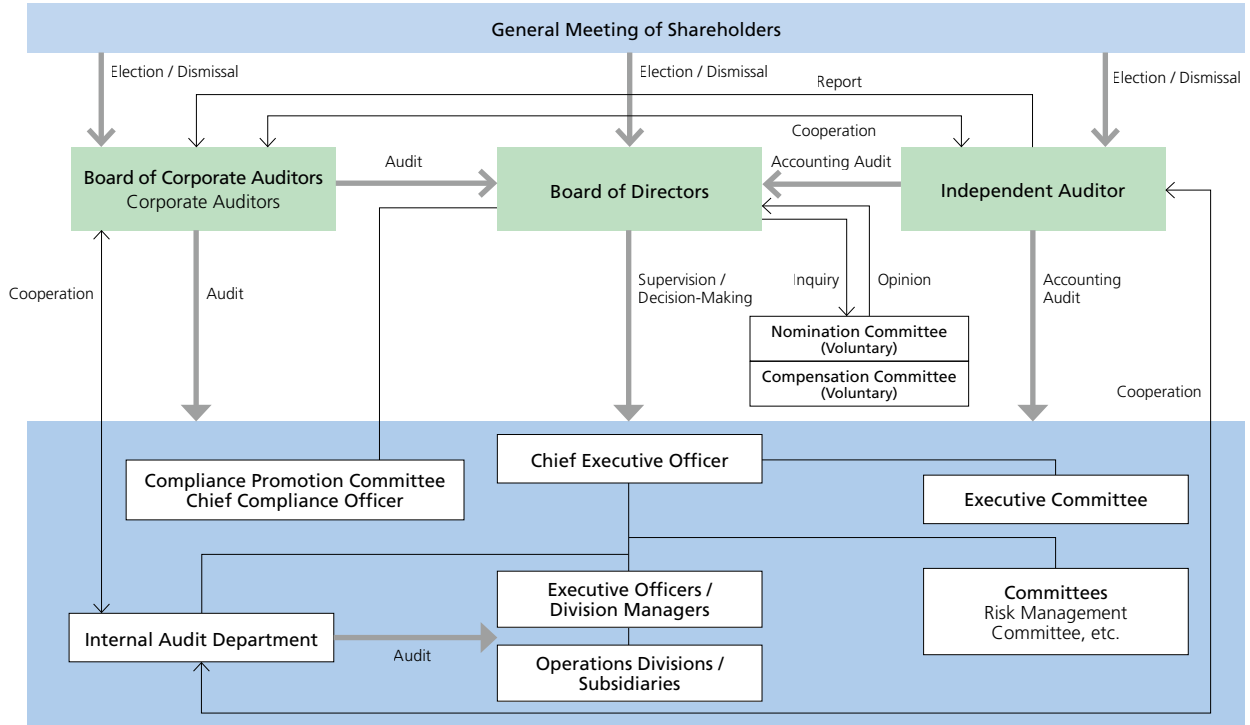 General Meeting of Shareholders
Election / Dismissal
Election / Dismissal
Election / Dismissal
Report
Cooperation
Board of Corporate Auditors
Corporate Auditors
Audit
Board of Directors
Accounting Audit
Independent Auditor
Cooperation
Audit
Supervision /
Decision-Making
Inquiry
Opinion
Accounting
Audit
Nomination Committee
(Voluntary)
Compensation Committee
(Voluntary)
Cooperation
Compliance Promotion Committee
Chief Compliance Officer
Chief Executive Officer
Executive Committee
Internal Audit Department
Audit
Executive Officers /
Division Managers
Operations Divisions /
Subsidiaries
Committees
Risk Management
Committee, etc.